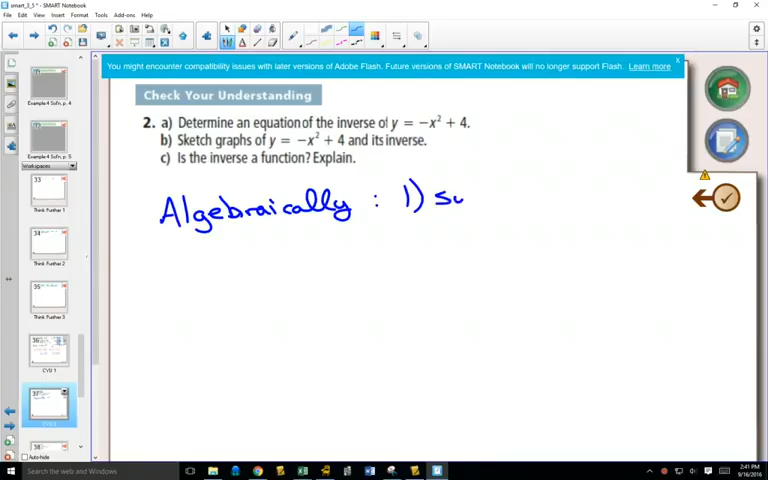 smart_3_5 * - SMART Notebook
File Edit View Insert Format Tools Add-ons Help
You might encounter compatibility issues with later versions of Adobe Flash. Future versions of SMART Notebook will no longer support Flash. Learn more
x
Check Your Understanding
2. a) Determine an equation of the inverse of y = −x² + 4.
b) Sketch graphs of y = −x² + 4 and its inverse.
c) Is the inverse a function? Explain.
Algebraically : 1) su
Example 4 Soln, p. 4
Example 4 Soln, p. 5
Workspaces
33
Think Further 1
34
Think Further 2
35
Think Further 3
36
CYU 1
37
CYU 2
38
Auto-hide
Search the web and Windows
2:41 PM
9/16/2016